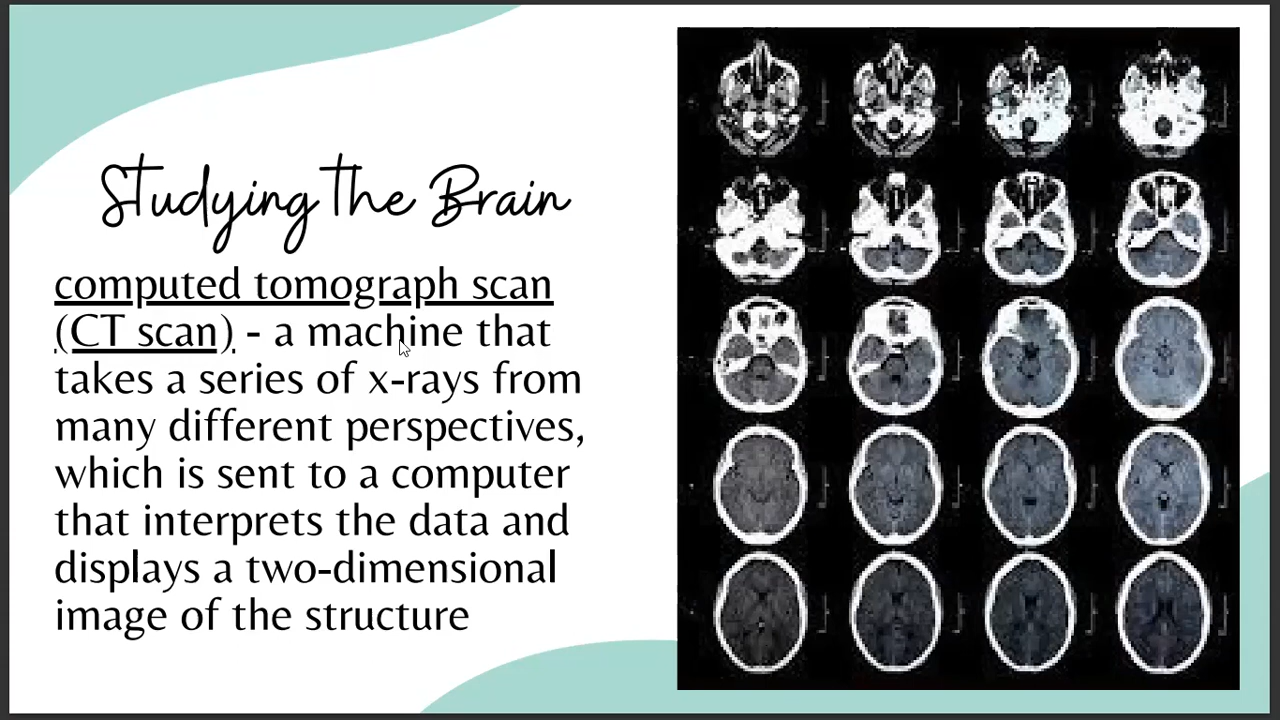 Studying the Brain
computed tomograph scan
(CT scan) - a machine that
takes a series of x-rays from
many different perspectives,
which is sent to a computer
that interprets the data and
displays a two-dimensional
image of the structure